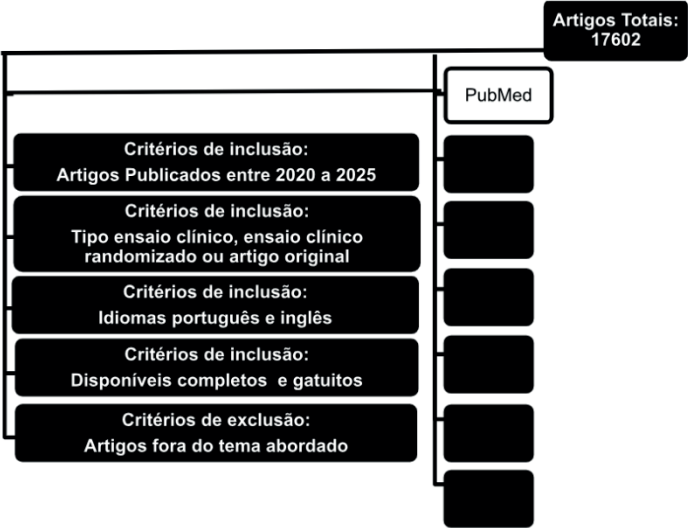 Artigos Totais:
17602
PubMed
Critérios de inclusão:
Artigos Publicados entre 2020 a 2025
Critérios de inclusão:
Tipo ensaio clínico, ensaio clínico
randomizado ou artigo original
Critérios de inclusão:
Idiomas português e inglês
Critérios de inclusão:
Disponíveis completos e gatuitos
Critérios de exclusão:
Artigos fora do tema abordado